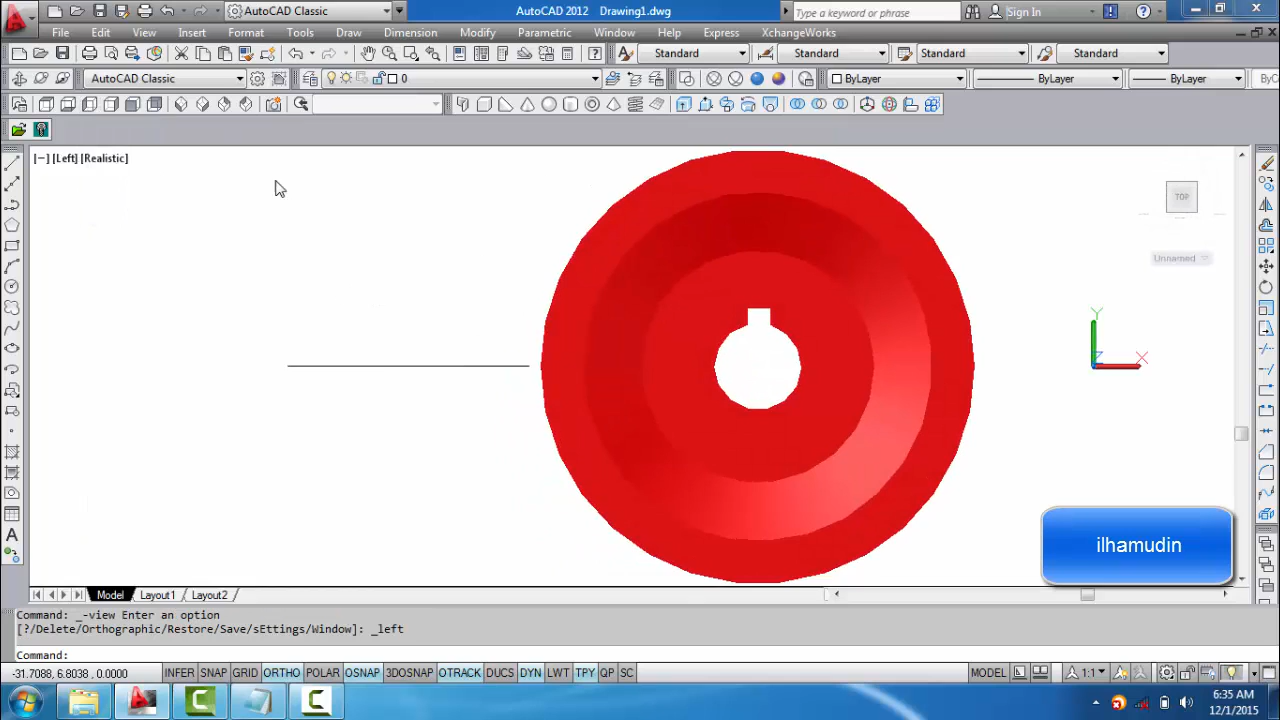 AutoCAD Classic
AutoCAD 2012 Drawing1.dwg
Type a keyword or phrase
Sign In
File Edit View Insert Format Tools Draw Dimension Modify Parametric Window Help Express XchangeWorks
Standard Standard Standard Standard
AutoCAD Classic 0 ByLayer ByLayer ByLayer
[−] [Left] [Realistic]
TOP
Unnamed
Y
Z X
ilhamudin
Model Layout1 Layout2
Command: _-view Enter an option
[?/Delete/Orthographic/Restore/Save/sEttings/Window]: _left
Command:
-31.7088, 6.8038 , 0.0000 INFER SNAP GRID ORTHO POLAR OSNAP 3DOSNAP OTRACK DUCS DYN LWT TPY QP SC MODEL 1:1
6:35 AM
12/1/2015